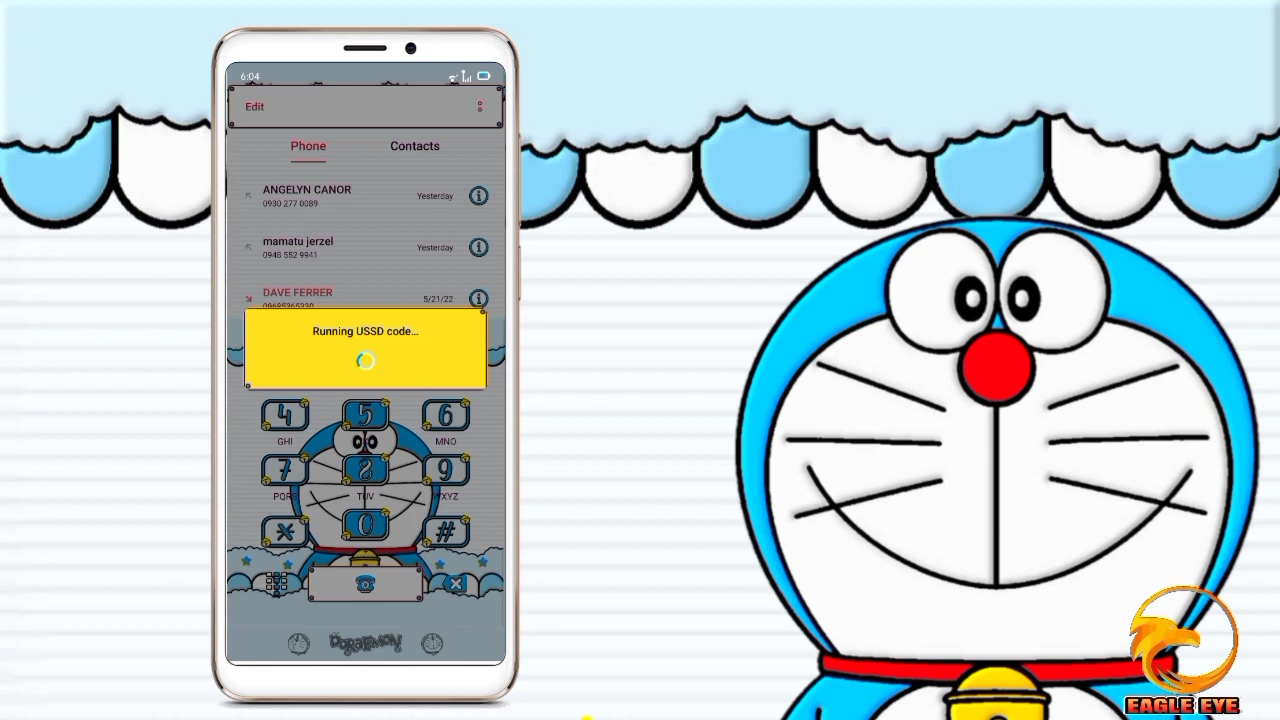 6:04
Edit
Phone
Contacts
ANGELYN CANOR
0930 277 0089
Yesterday
mamatu jerzel
0948 552 9941
Yesterday
DAVE FERRER
09685365330
5/21/22
Running USSD code...
4
5
6
GHI
MNO
7
8
9
PQRS
TUV
WXYZ
*
0
#
DORAEMON
EAGLE EYE